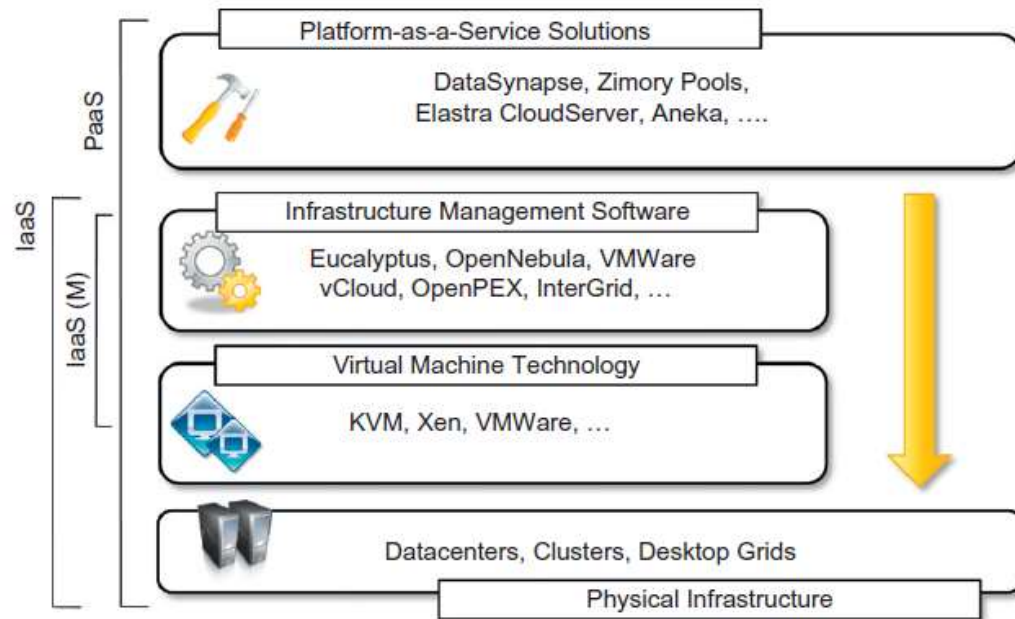 Platform-as-a-Service Solutions
DataSynapse, Zimory Pools,
Elastra CloudServer, Aneka, ….
PaaS
IaaS
IaaS (M)
Infrastructure Management Software
Eucalyptus, OpenNebula, VMWare
vCloud, OpenPEX, InterGrid, …
Virtual Machine Technology
KVM, Xen, VMWare, …
Datacenters, Clusters, Desktop Grids
Physical Infrastructure